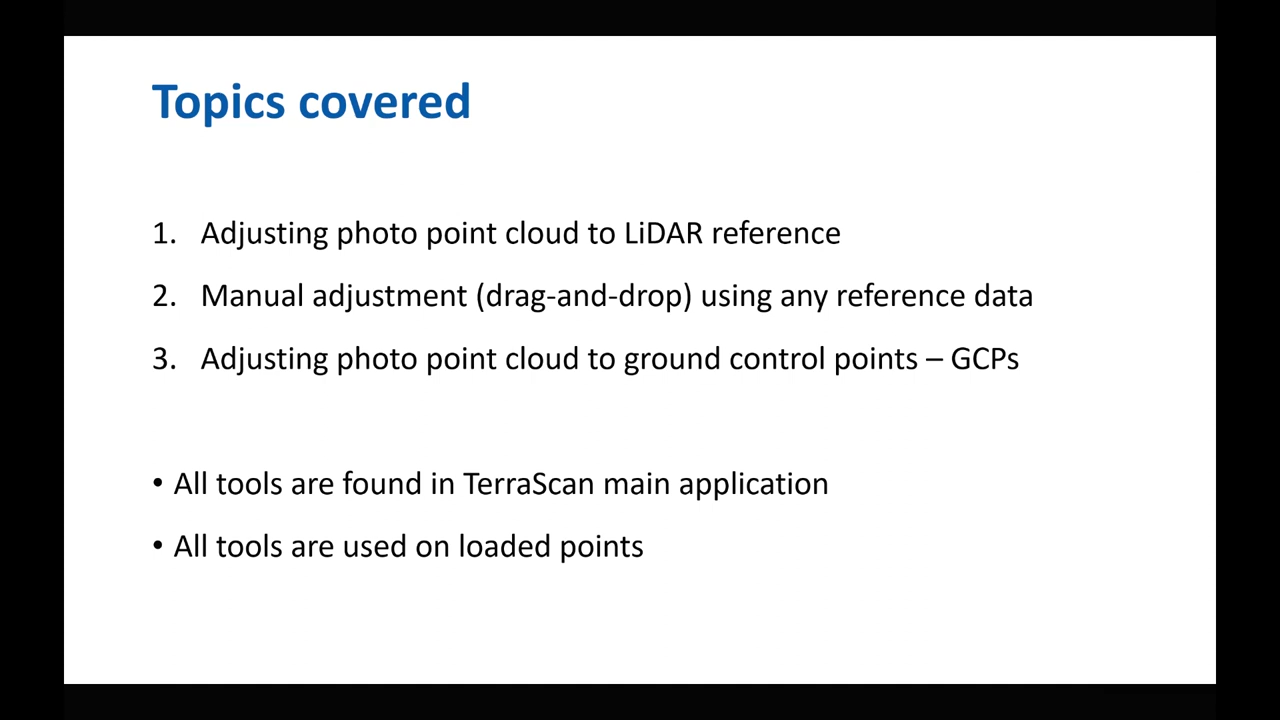 Topics covered
1. Adjusting photo point cloud to LiDAR reference
2. Manual adjustment (drag-and-drop) using any reference data
3. Adjusting photo point cloud to ground control points – GCPs
• All tools are found in TerraScan main application
• All tools are used on loaded points